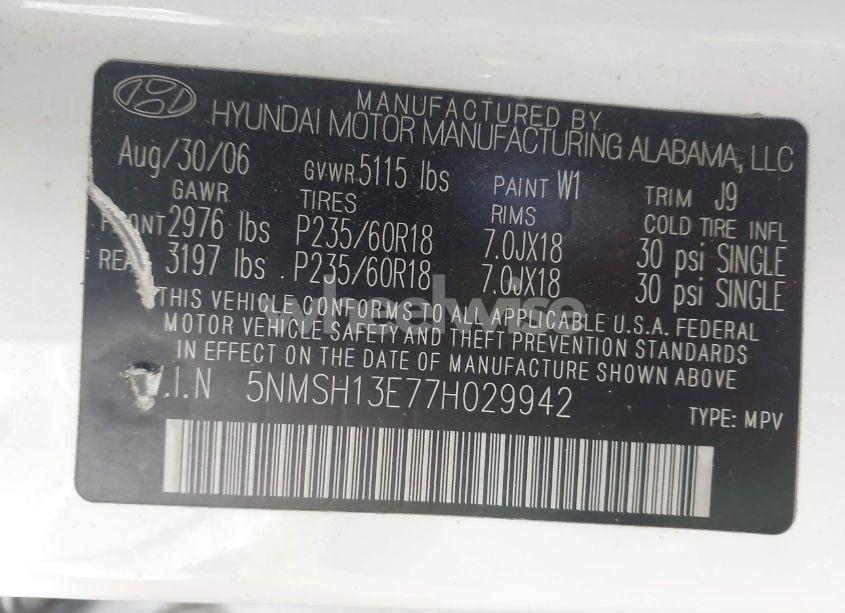 MANUFACTURED BY
HYUNDAI MOTOR MANUFACTURING ALABAMA, LLC
Aug/30/06 GVWR 5115 lbs PAINT W1 TRIM J9
GAWR TIRES RIMS COLD TIRE INFL
FRONT 2976 lbs P235/60R18 7.0JX18 30 psi SINGLE
REA 3197 lbs P235/60R18 7.0JX18 30 psi SINGLE
THIS VEHICLE CONFORMS TO ALL APPLICABLE U.S.A. FEDERAL
MOTOR VEHICLE SAFETY AND THEFT PREVENTION STANDARDS
IN EFFECT ON THE DATE OF MANUFACTURE SHOWN ABOVE
V.I.N 5NMSH13E77H029942
TYPE: MPV
wheelwise